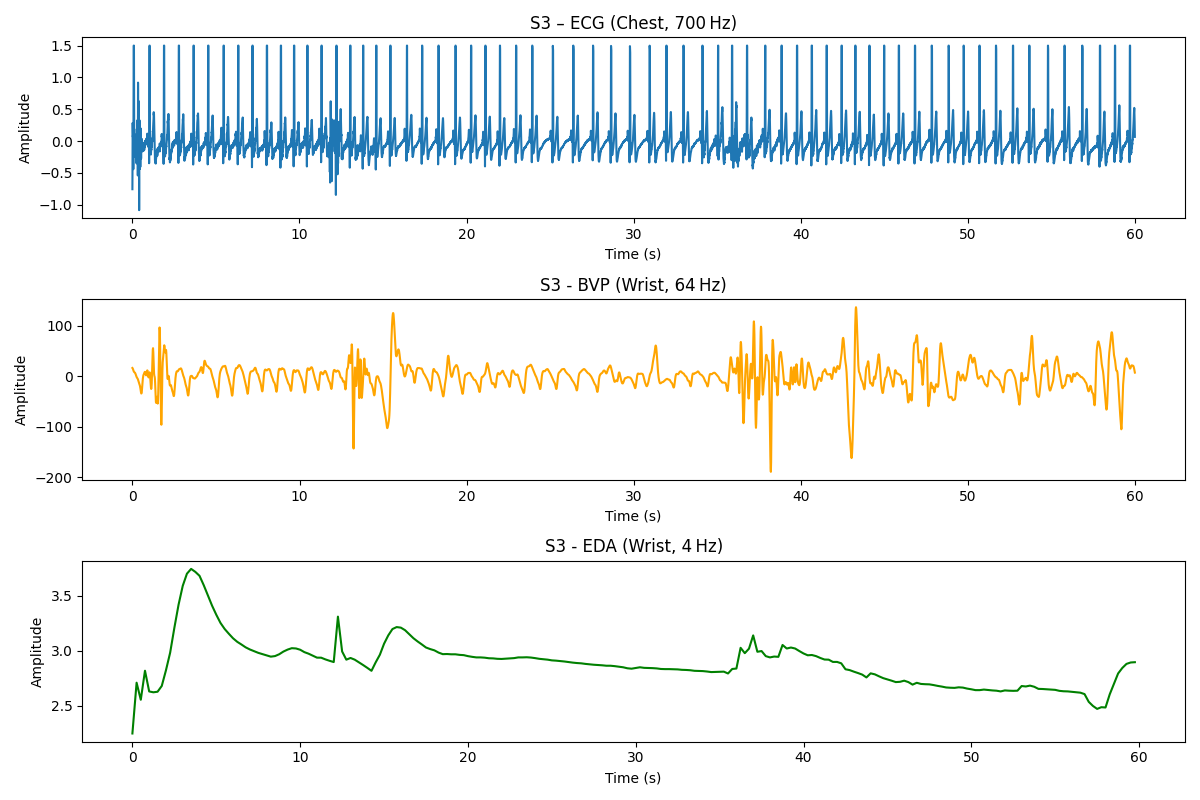 S3 – ECG (Chest, 700 Hz)
Amplitude
1.5
1.0
0.5
0.0
−0.5
−1.0
0 10 20 30 40 50 60
Time (s)
S3 - BVP (Wrist, 64 Hz)
Amplitude
100
0
−100
−200
0 10 20 30 40 50 60
Time (s)
S3 - EDA (Wrist, 4 Hz)
Amplitude
3.5
3.0
2.5
0 10 20 30 40 50 60
Time (s)